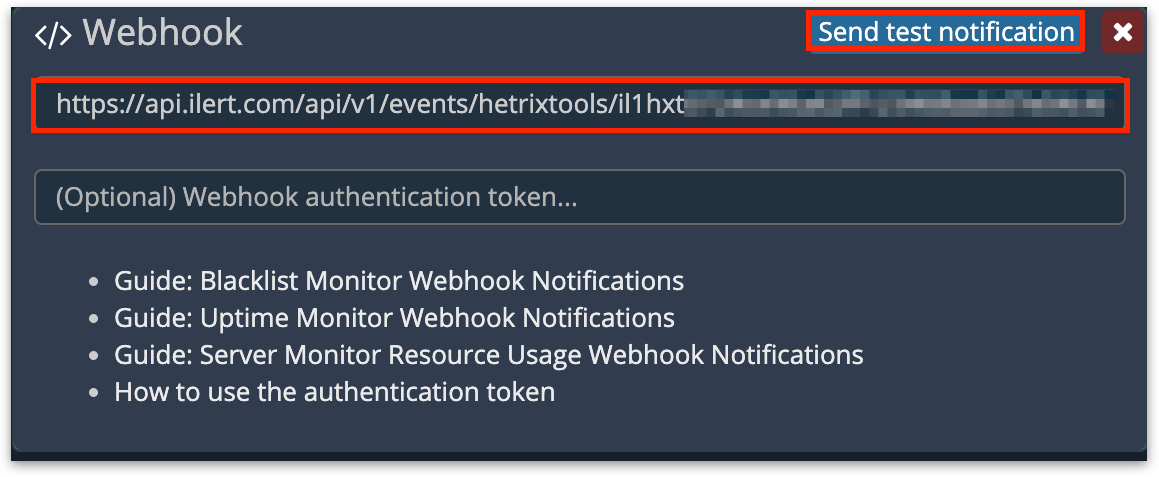 </> Webhook
Send test notification
https://api.ilert.com/api/v1/events/hetrixtools/il1hxt
(Optional) Webhook authentication token...
• Guide: Blacklist Monitor Webhook Notifications
• Guide: Uptime Monitor Webhook Notifications
• Guide: Server Monitor Resource Usage Webhook Notifications
• How to use the authentication token